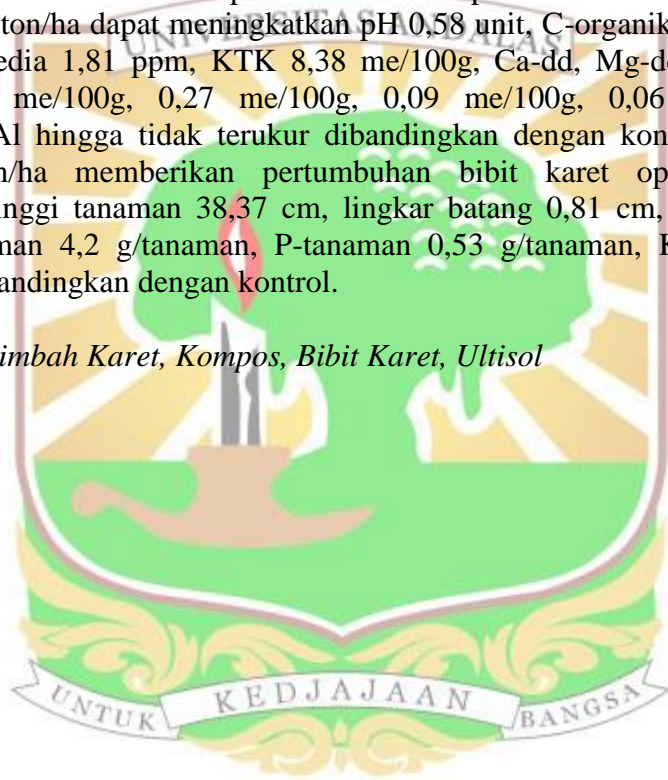 ton/ha dapat meningkatkan pH 0,58 unit, C-organik
UNIVERSITAS ANDALAS
edia 1,81 ppm, KTK 8,38 me/100g, Ca-dd, Mg-d
me/100g, 0,27 me/100g, 0,09 me/100g, 0,06
Al hingga tidak terukur dibandingkan dengan kon
n/ha memberikan pertumbuhan bibit karet op
inggi tanaman 38,37 cm, lingkar batang 0,81 cm,
man 4,2 g/tanaman, P-tanaman 0,53 g/tanaman, K
andingkan dengan kontrol.
imbah Karet, Kompos, Bibit Karet, Ultisol
UNTUK KEDJAJAAN BANGSA